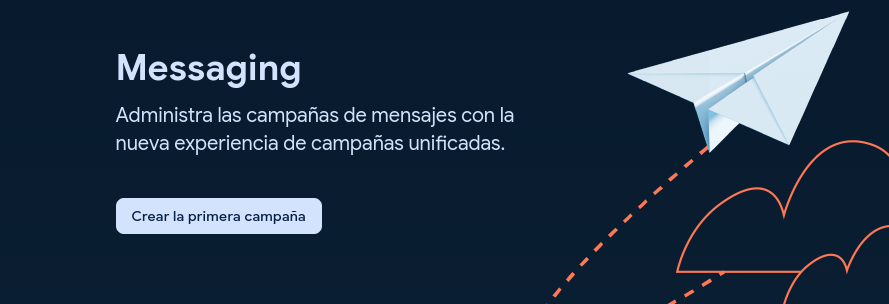 Messaging
Administra las campañas de mensajes con la
nueva experiencia de campañas unificadas.
Crear la primera campaña